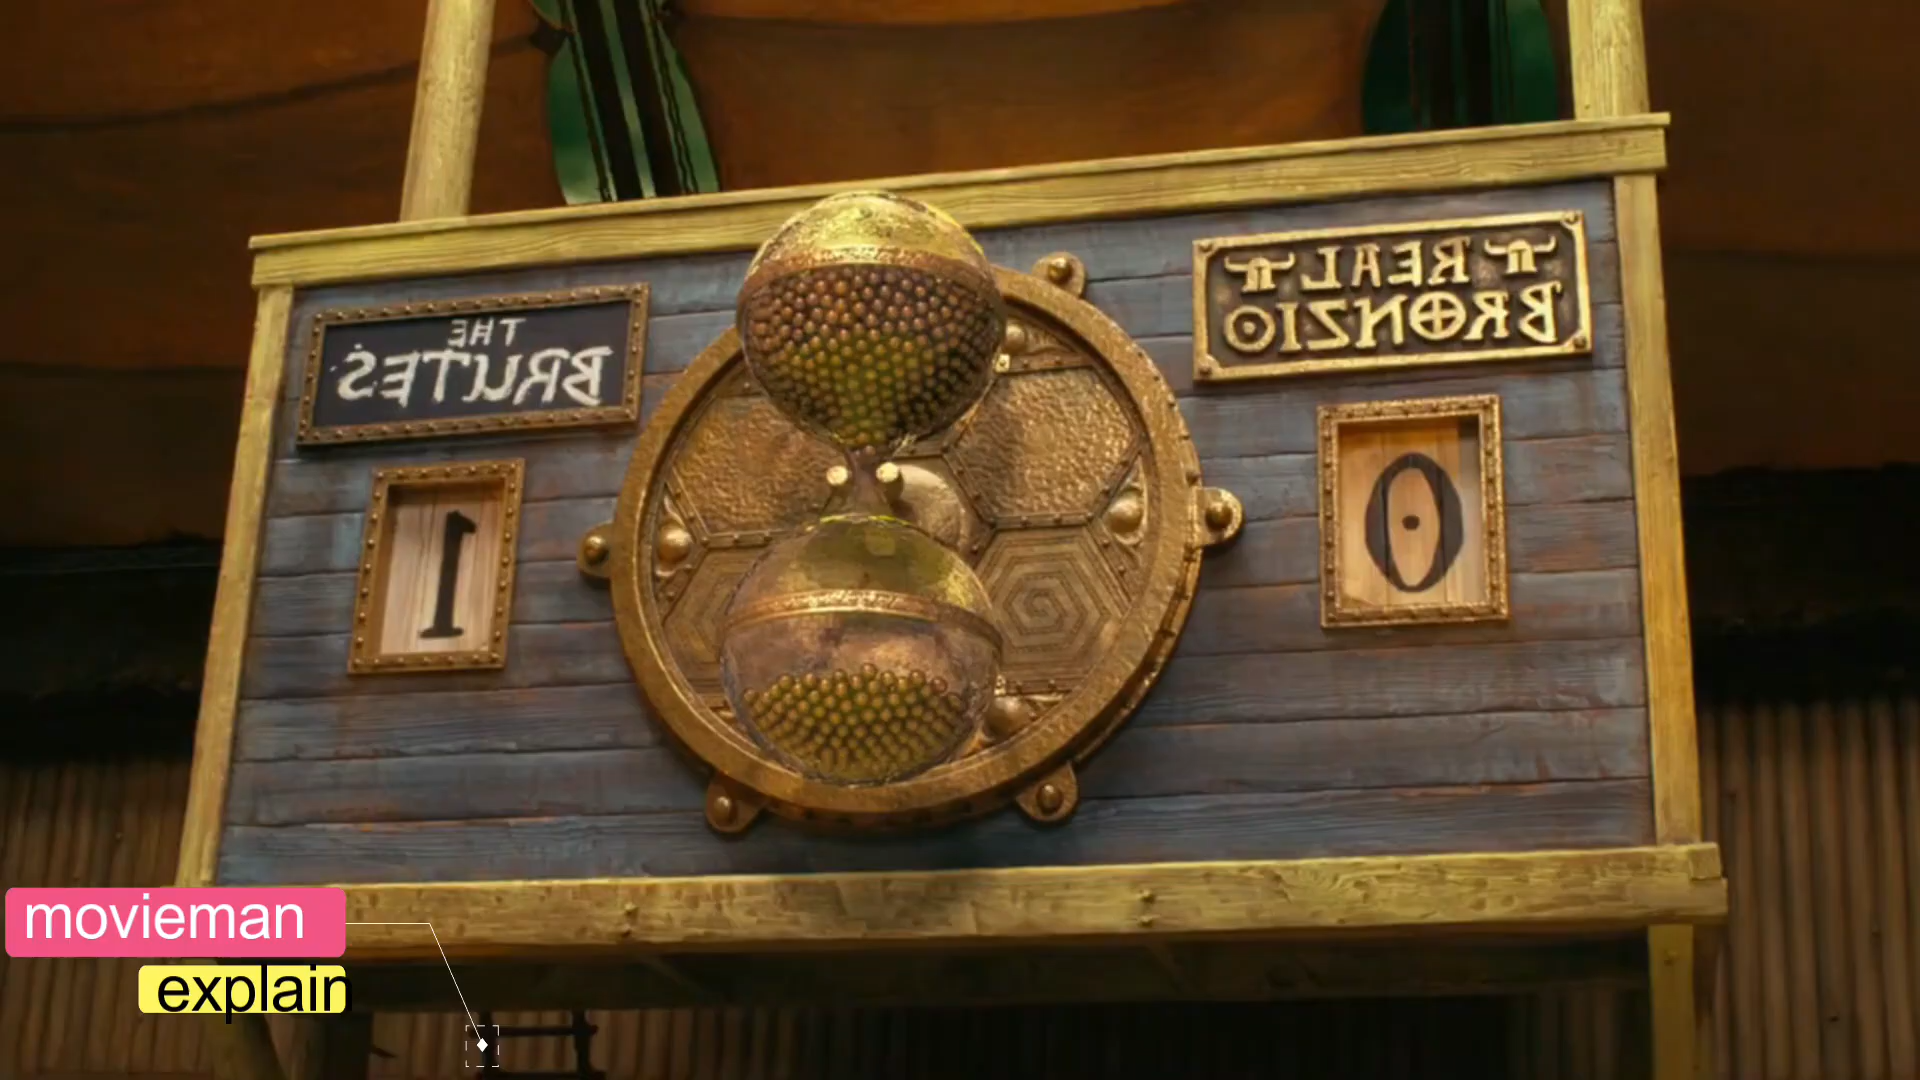 THE
BRUTES
1
REAL
BRONZIO
0
movieman
explain